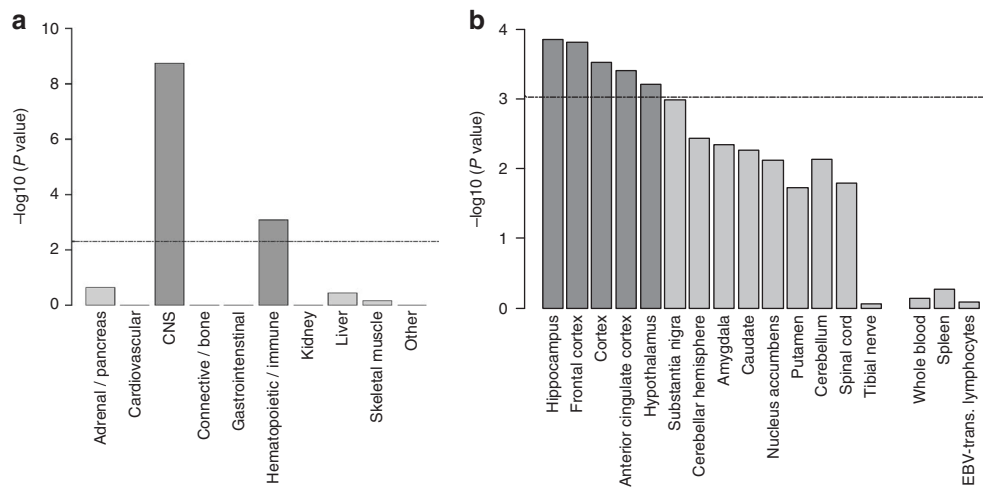 a
–log10 (P value)
10
8
6
4
2
0
Adrenal / pancreas
Cardiovascular
CNS
Connective / bone
Gastrointenstinal
Hematopoietic / immune
Kidney
Liver
Skeletal muscle
Other
b
–log10 (P value)
4
3
2
1
0
Hippocampus
Frontal cortex
Cortex
Anterior cingulate cortex
Hypothalamus
Substantia nigra
Cerebellar hemisphere
Amygdala
Caudate
Nucleus accumbens
Putamen
Cerebellum
Spinal cord
Tibial nerve
Whole blood
Spleen
EBV-trans. lymphocytes